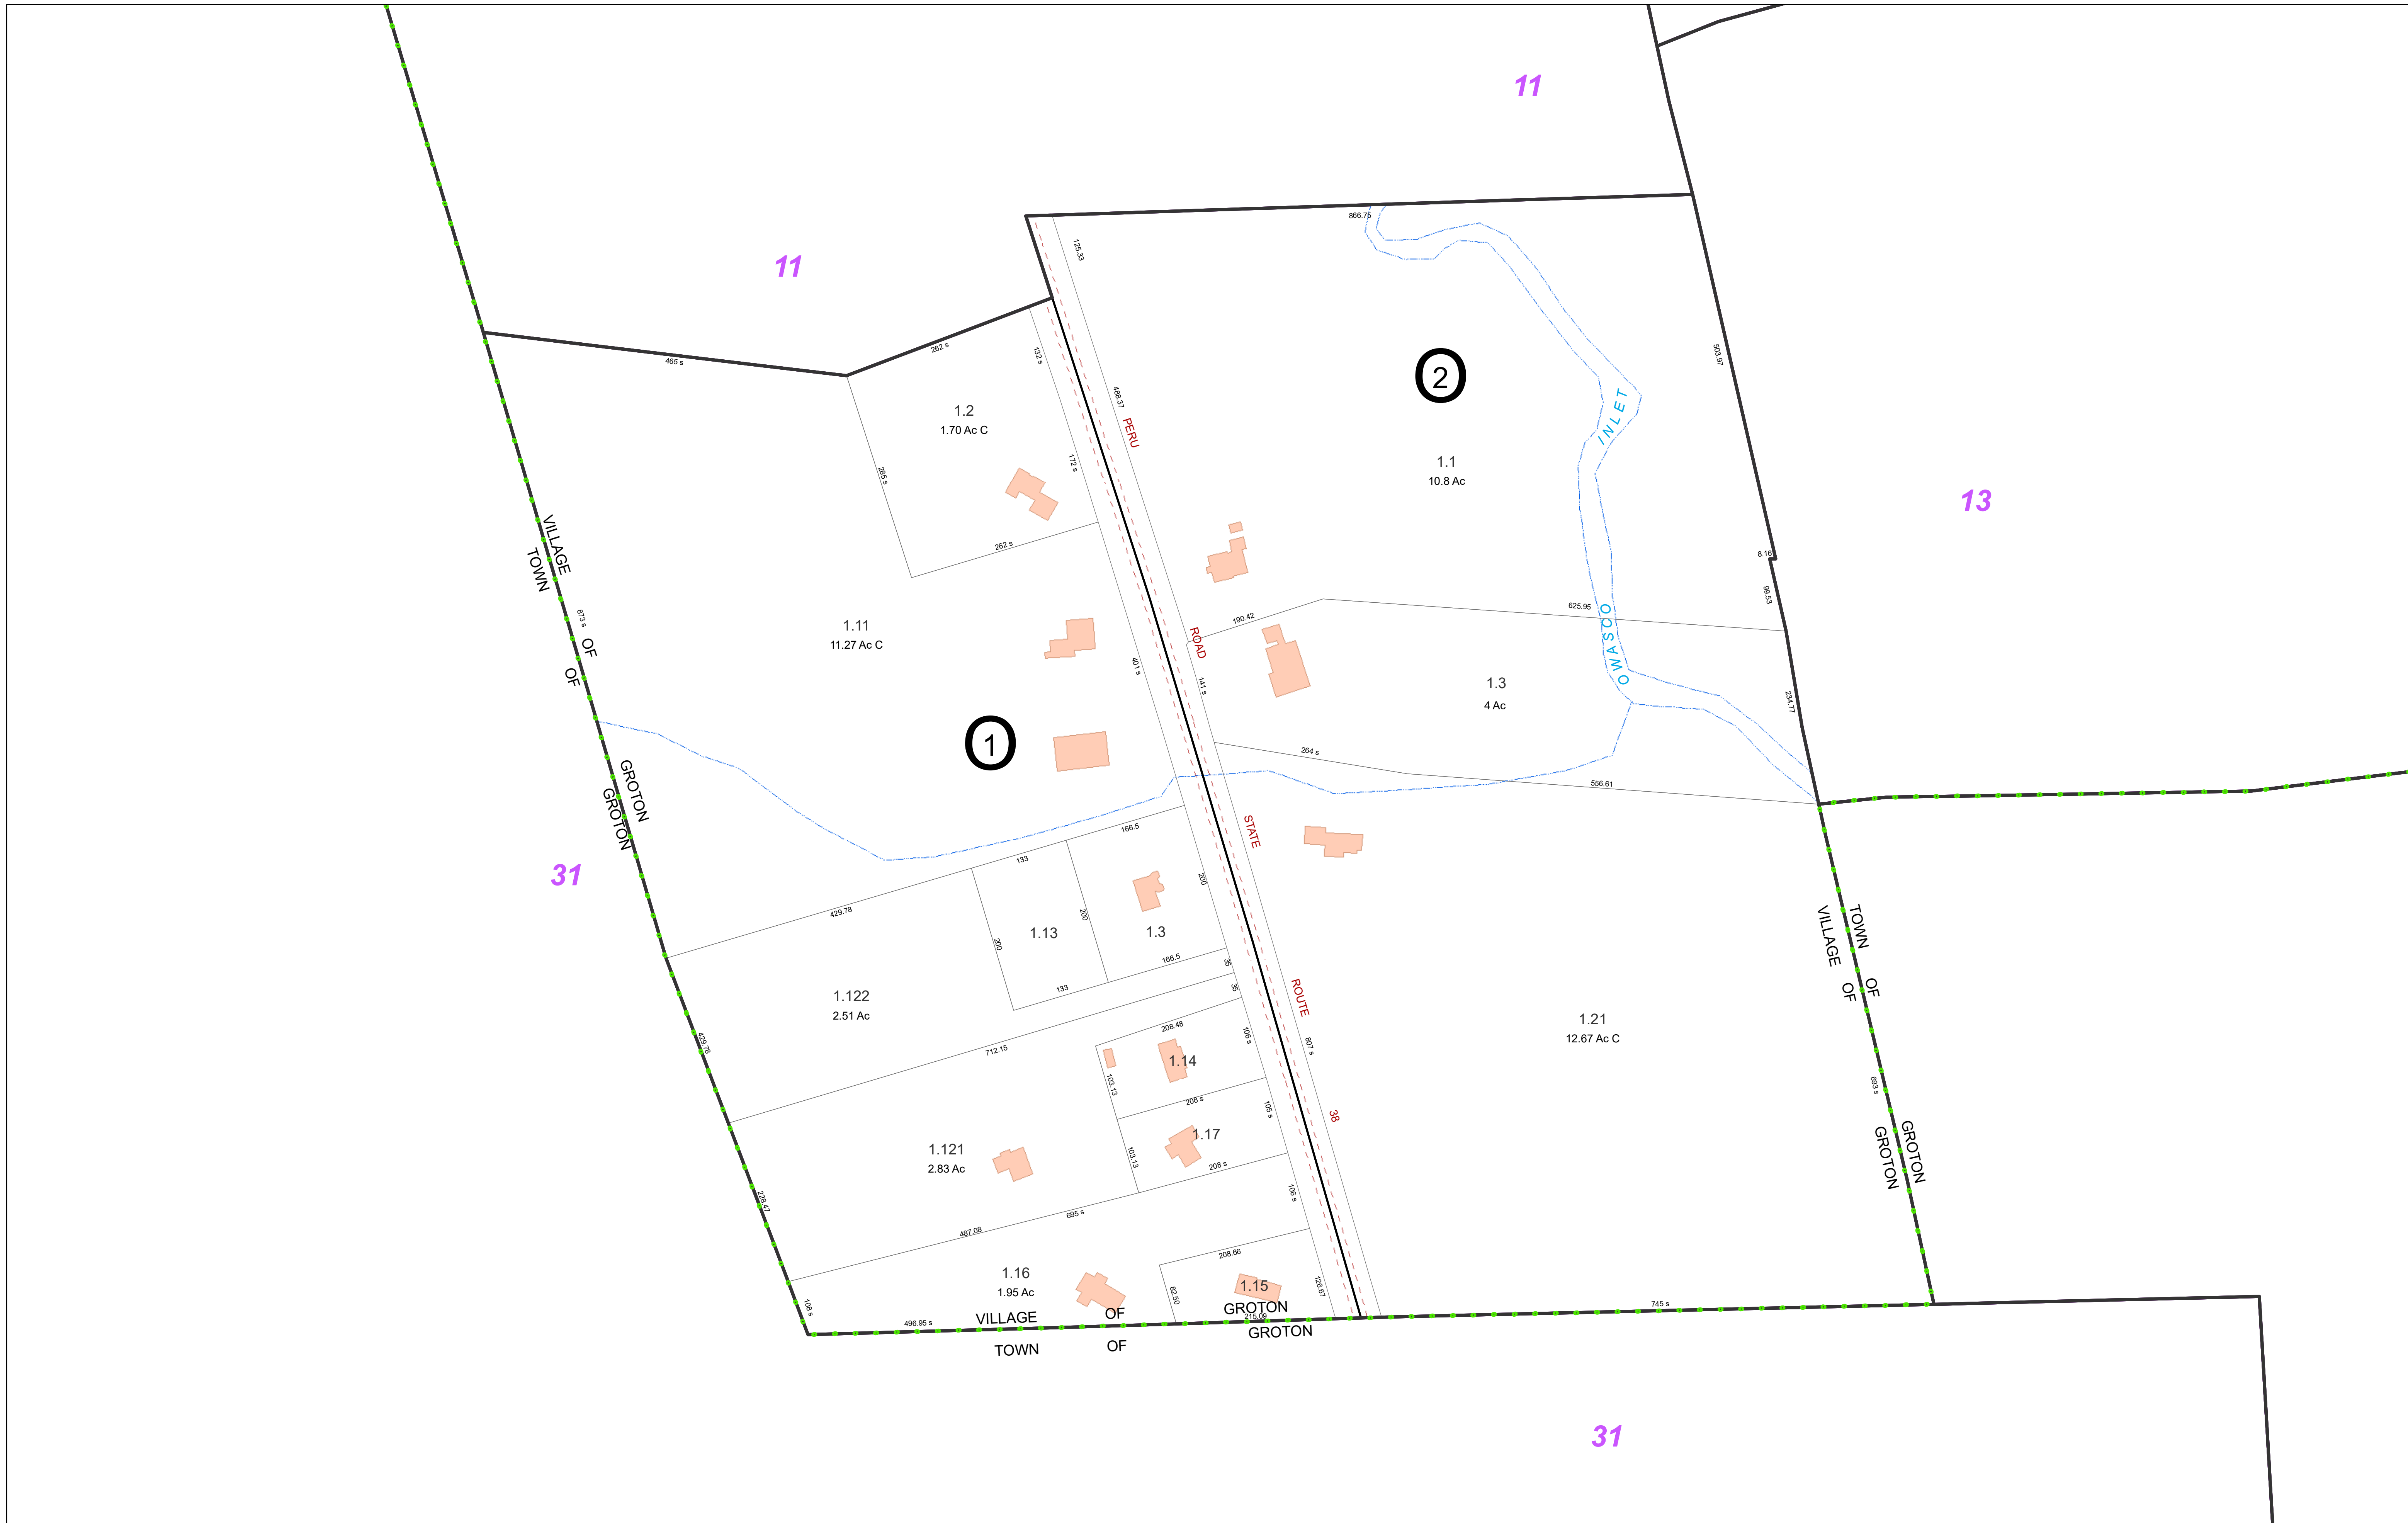 11
866.75
125.33
11
262 s
132 s
465 s
503.97
488.37
2
PERU
1.2
1.70 Ac C
INLET
172 s
285 s
1.1
10.8 Ac
13
262 s
8.16
VILLAGE OF GROTON
TOWN OF GROTON
873 s
99.53
625.95
190.42
ROAD
OWASCO
1.11
11.27 Ac C
401 s
141 s
1.3
4 Ac
234.77
1
264 s
556.61
166.5
STATE
133
31
200
429.78
200
1.13
1.3
200
166.5
35
133
35
TOWN OF GROTON
VILLAGE OF GROTON
1.122
2.51 Ac
ROUTE
1.21
12.67 Ac C
208.48
106 s
807 s
429.78
712.15
1.14
103.13
693 s
208 s
105 s
38
1.17
1.121
2.83 Ac
103.13
208 s
228.47
106 s
695 s
487.08
208.66
1.16
1.95 Ac
1.15
126.67
82.50
108 s
745 s
VILLAGE OF GROTON
215.09
496.95 s
TOWN OF GROTON
31